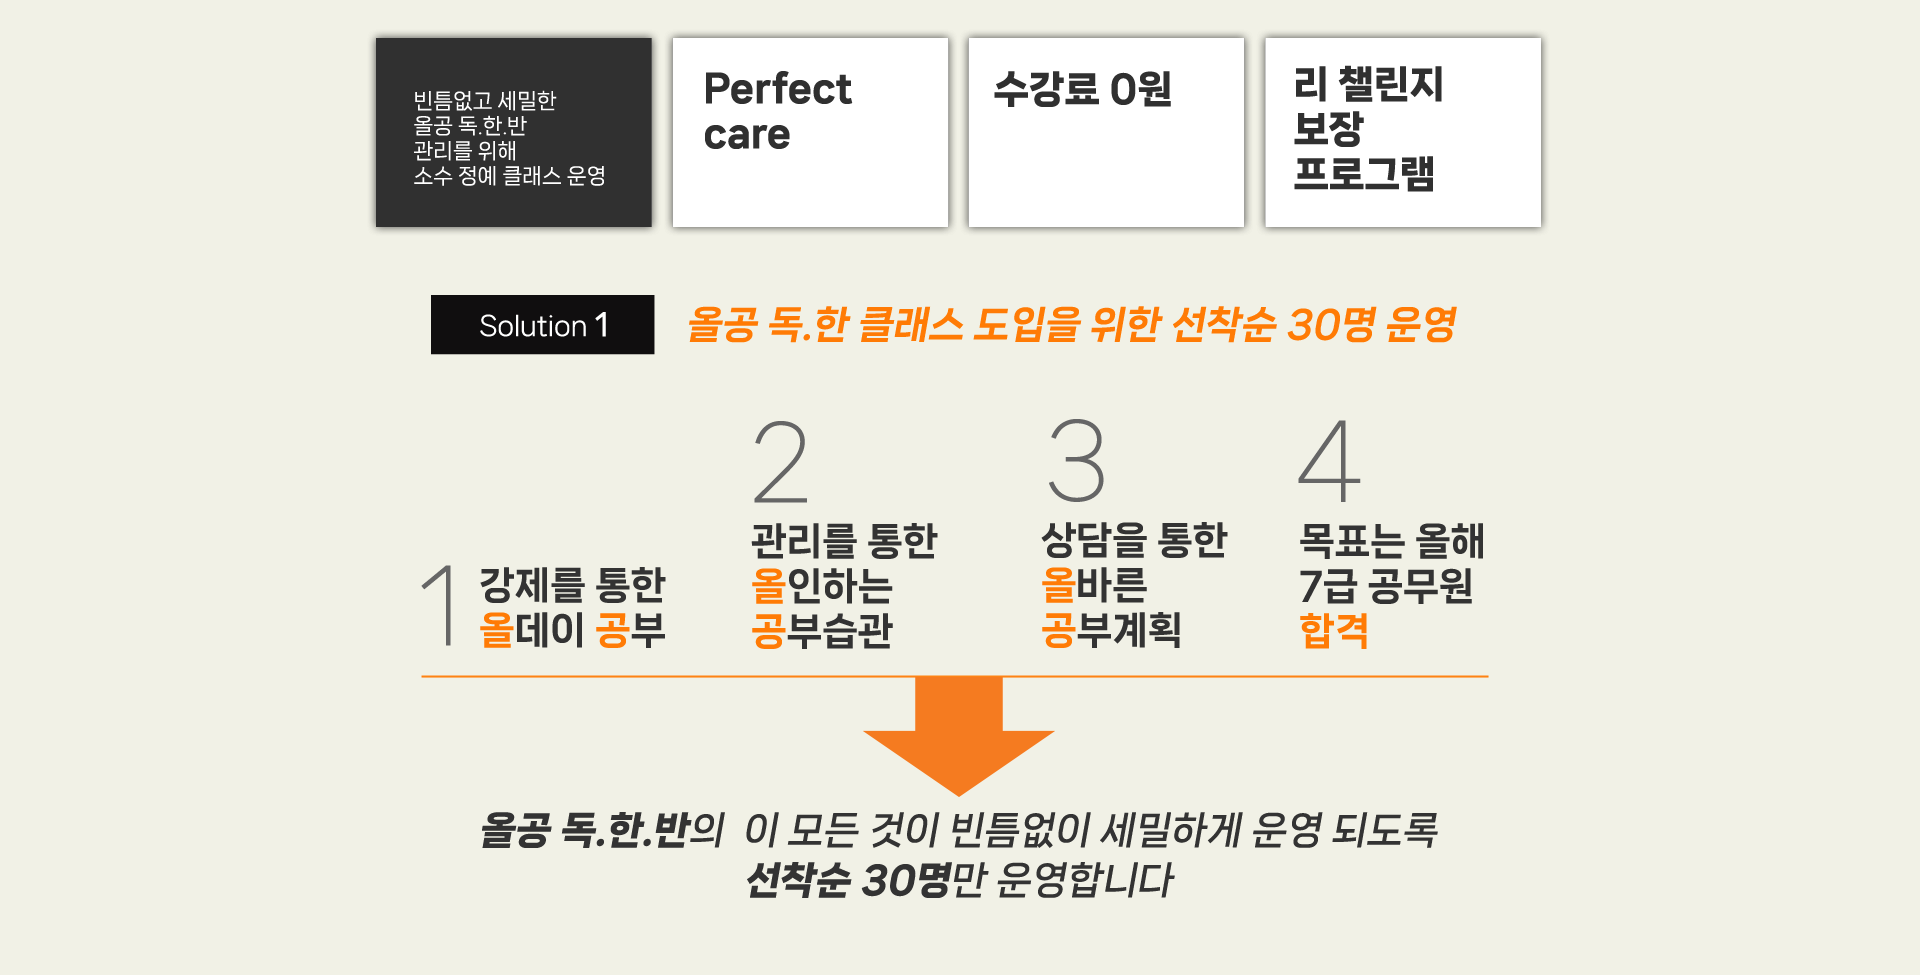 빈틈없고 세밀한
올공 독.한.반
관리를 위해
소수 정예 클래스 운영
Perfect
care
수강료 0원
리 챌린지
보장
프로그램
Solution 1
올공 독.한 클래스 도입을 위한 선착순 30명 운영
1
강제를 통한
올데이 공부
2
관리를 통한
올인하는
공부습관
3
상담을 통한
올바른
공부계획
4
목표는 올해
7급 공무원
합격
올공 독.한.반의 이 모든 것이 빈틈없이 세밀하게 운영 되도록
선착순 30명만 운영합니다